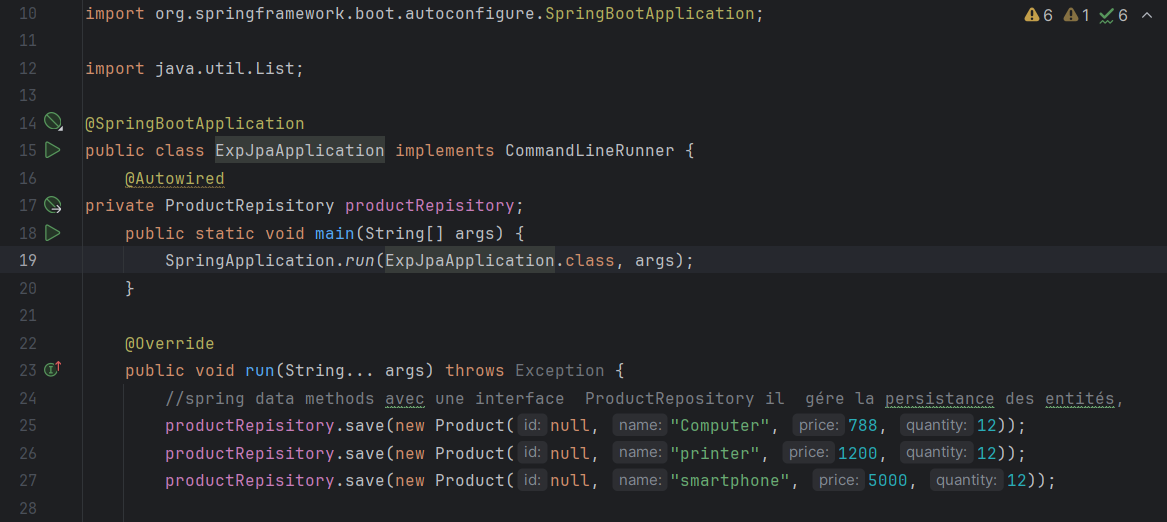 10 import org.springframework.boot.autoconfigure.SpringBootApplication; 6 1 6
11
12 import java.util.List;
13
14 @SpringBootApplication
15 public class ExpJpaApplication implements CommandLineRunner {
16 @Autowired
17 private ProductRepisitory productRepisitory;
18 public static void main(String[] args) {
19 SpringApplication.run(ExpJpaApplication.class, args);
20 }
21
22 @Override
23 public void run(String... args) throws Exception {
24 //spring data methods avec une interface  ProductRepository il  gére la persistance des entités,
25 productRepisitory.save(new Product( id: null, name: "Computer", price: 788, quantity: 12));
26 productRepisitory.save(new Product( id: null, name: "printer", price: 1200, quantity: 12));
27 productRepisitory.save(new Product( id: null, name: "smartphone", price: 5000, quantity: 12));
28